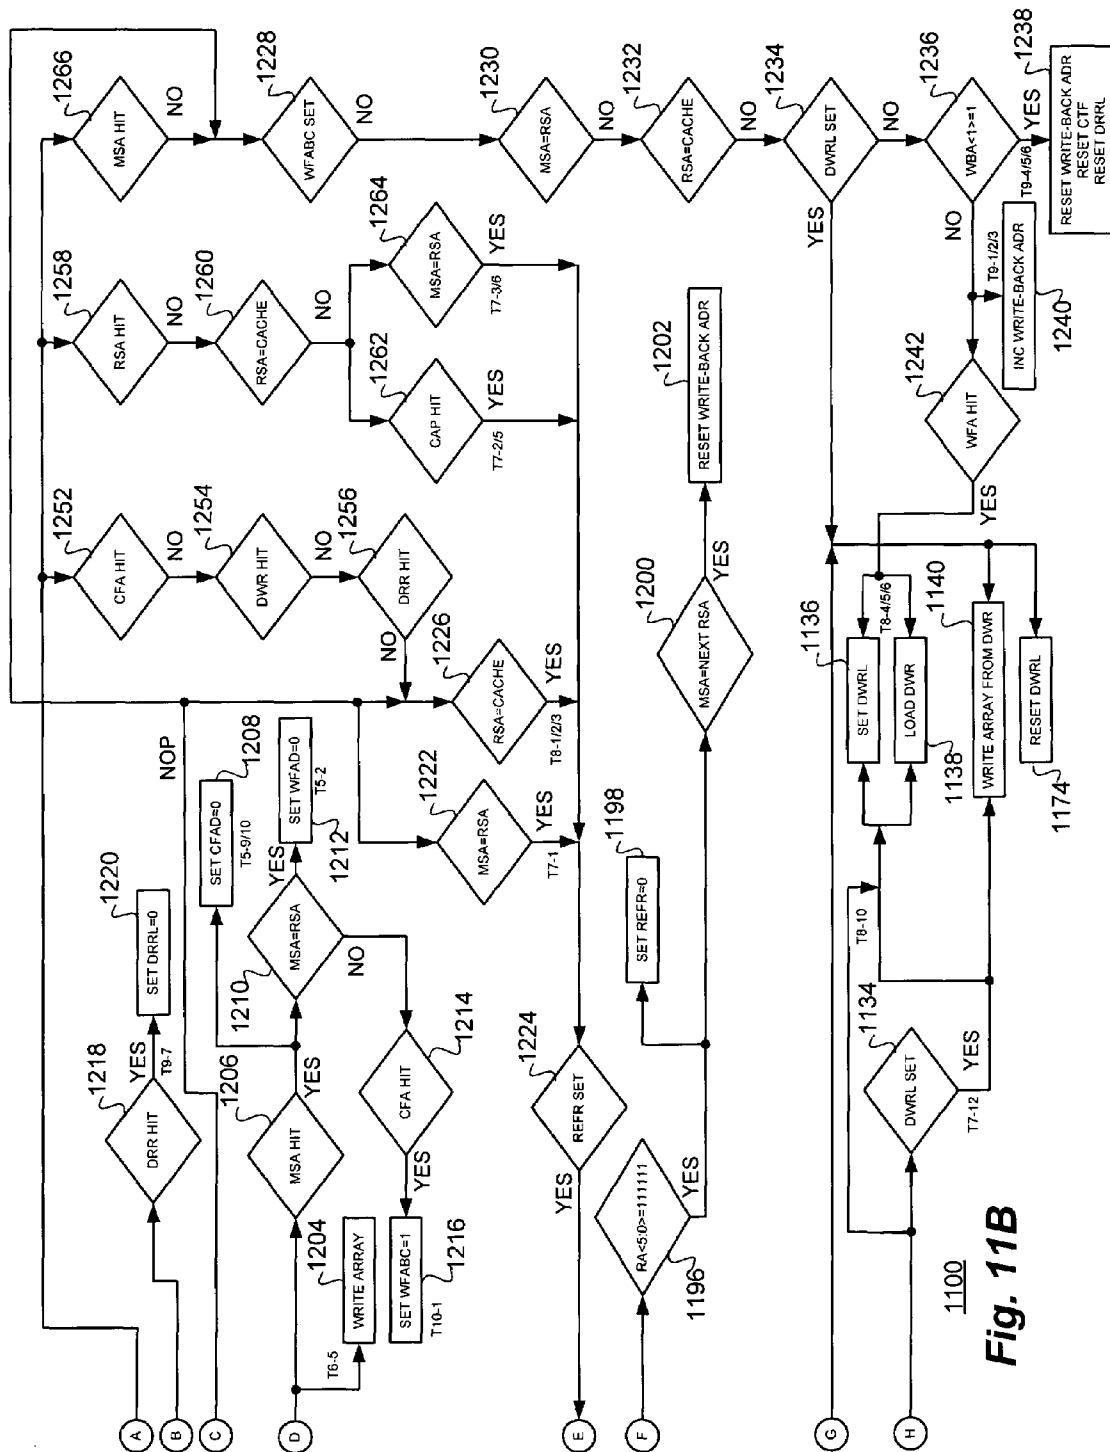 A
B
C
D
E
F
G
H
DRR HIT
1218
YES
T9-7
SET DRRL=0
1220
NOP
CFA HIT
1252
NO
DWR HIT
1254
NO
DRR HIT
1256
NO
RSA HIT
1258
NO
RSA=CACHE
1260
NO
CAP HIT
1262
YES
T7-2/5
MSA=RSA
1264
YES
T7-3/6
MSA HIT
1266
NO
WFABC SET
1228
NO
MSA=RSA
1230
NO
RSA=CACHE
1232
NO
DWRL SET
1234
YES
NO
WBA<1>=1
1236
NO
YES
T9-4/5/6
RESET WRITE-BACK ADR
RESET CTF
RESET DRRL
1238
T9-1/2/3
INC WRITE-BACK ADR
1240
WFA HIT
1242
YES
T6-5
WRITE ARRAY
1204
MSA HIT
1206
YES
SET CFAD=0
T5-9/10
1208
MSA=RSA
1210
YES
NO
SET WFAD=0
T5-2
1212
CFA HIT
1214
YES
SET WFABC=1
T10-1
1216
MSA=RSA
1222
YES
T7-1
RSA=CACHE
1226
YES
T8-1/2/3
REFR SET
1224
YES
RA<5:0>=111111
1196
YES
SET REFR=0
1198
MSA=NEXT RSA
1200
YES
RESET WRITE-BACK ADR
1202
DWRL SET
1134
YES
T7-12
T8-10
SET DWRL
1136
LOAD DWR
1138
T8-4/5/6
WRITE ARRAY FROM DWR
1140
RESET DWRL
1174
1100
Fig. 11B